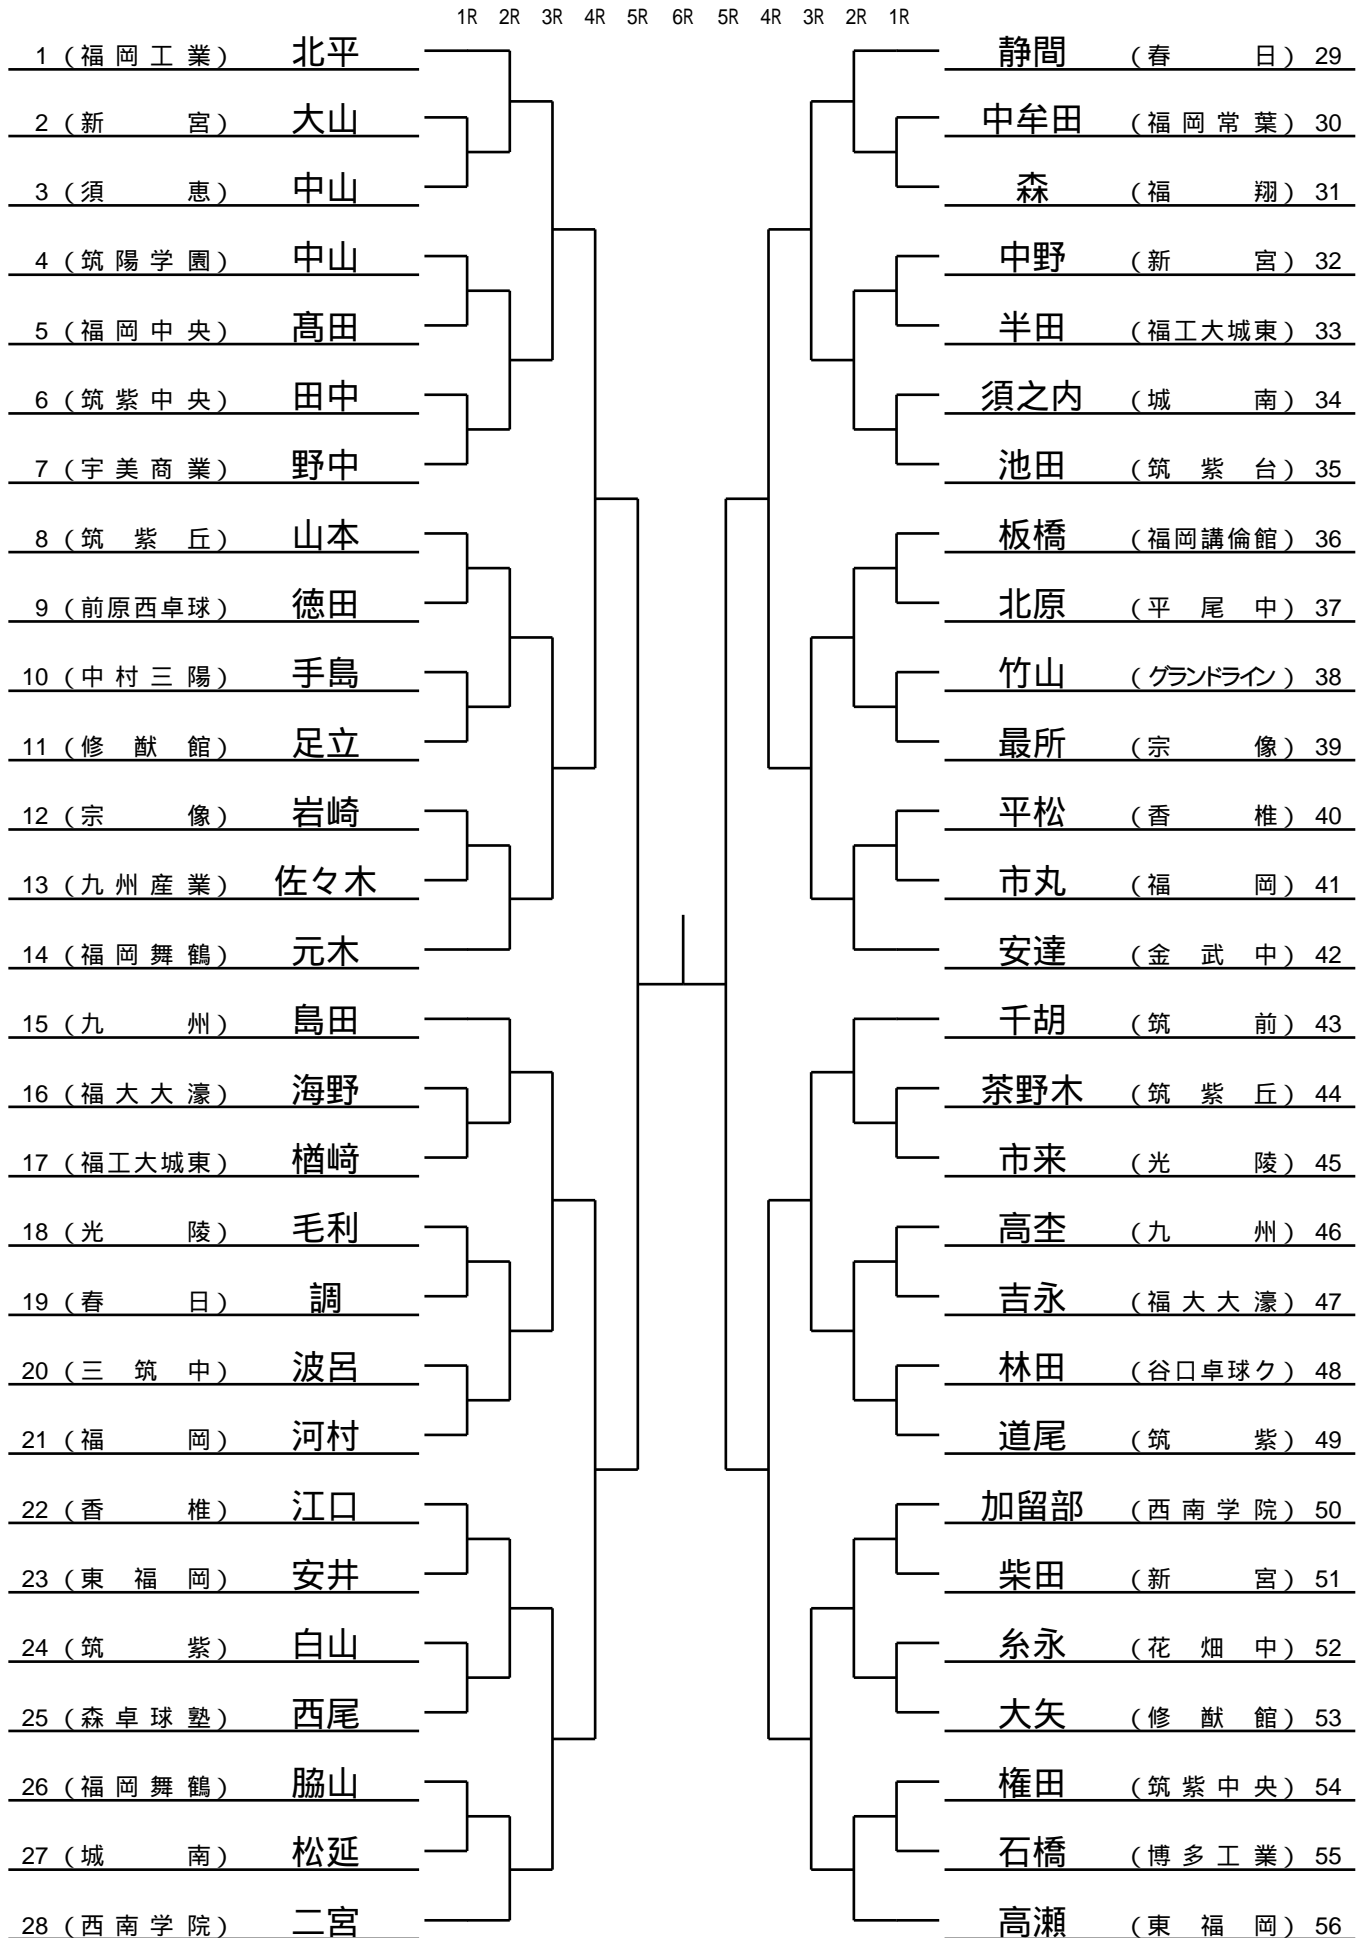 1R 2R 3R 4R 5R 6R 5R 4R 3R 2R 1R
1 (福岡工業) 北平 静間 (春日) 29
2 (新宮) 大山 中牟田 (福岡常葉) 30
3 (須恵) 中山 森 (福翔) 31
4 (筑陽学園) 中山 中野 (新宮) 32
5 (福岡中央) 髙田 半田 (福工大城東) 33
6 (筑紫中央) 田中 須之内 (城南) 34
7 (宇美商業) 野中 池田 (筑紫台) 35
8 (筑紫丘) 山本 板橋 (福岡講倫館) 36
9 (前原西卓球) 徳田 北原 (平尾中) 37
10 (中村三陽) 手島 竹山 (グランドライン) 38
11 (修猷館) 足立 最所 (宗像) 39
12 (宗像) 岩崎 平松 (香椎) 40
13 (九州産業) 佐々木 市丸 (福岡) 41
14 (福岡舞鶴) 元木 安達 (金武中) 42
15 (九州) 島田 千胡 (筑前) 43
16 (福大大濠) 海野 茶野木 (筑紫丘) 44
17 (福工大城東) 楢﨑 市来 (光陵) 45
18 (光陵) 毛利 高杢 (九州) 46
19 (春日) 調 吉永 (福大大濠) 47
20 (三筑中) 波呂 林田 (谷口卓球ク) 48
21 (福岡) 河村 道尾 (筑紫) 49
22 (香椎) 江口 加留部 (西南学院) 50
23 (東福岡) 安井 柴田 (新宮) 51
24 (筑紫) 白山 糸永 (花畑中) 52
25 (森卓球塾) 西尾 大矢 (修猷館) 53
26 (福岡舞鶴) 脇山 権田 (筑紫中央) 54
27 (城南) 松延 石橋 (博多工業) 55
28 (西南学院) 二宮 高瀬 (東福岡) 56